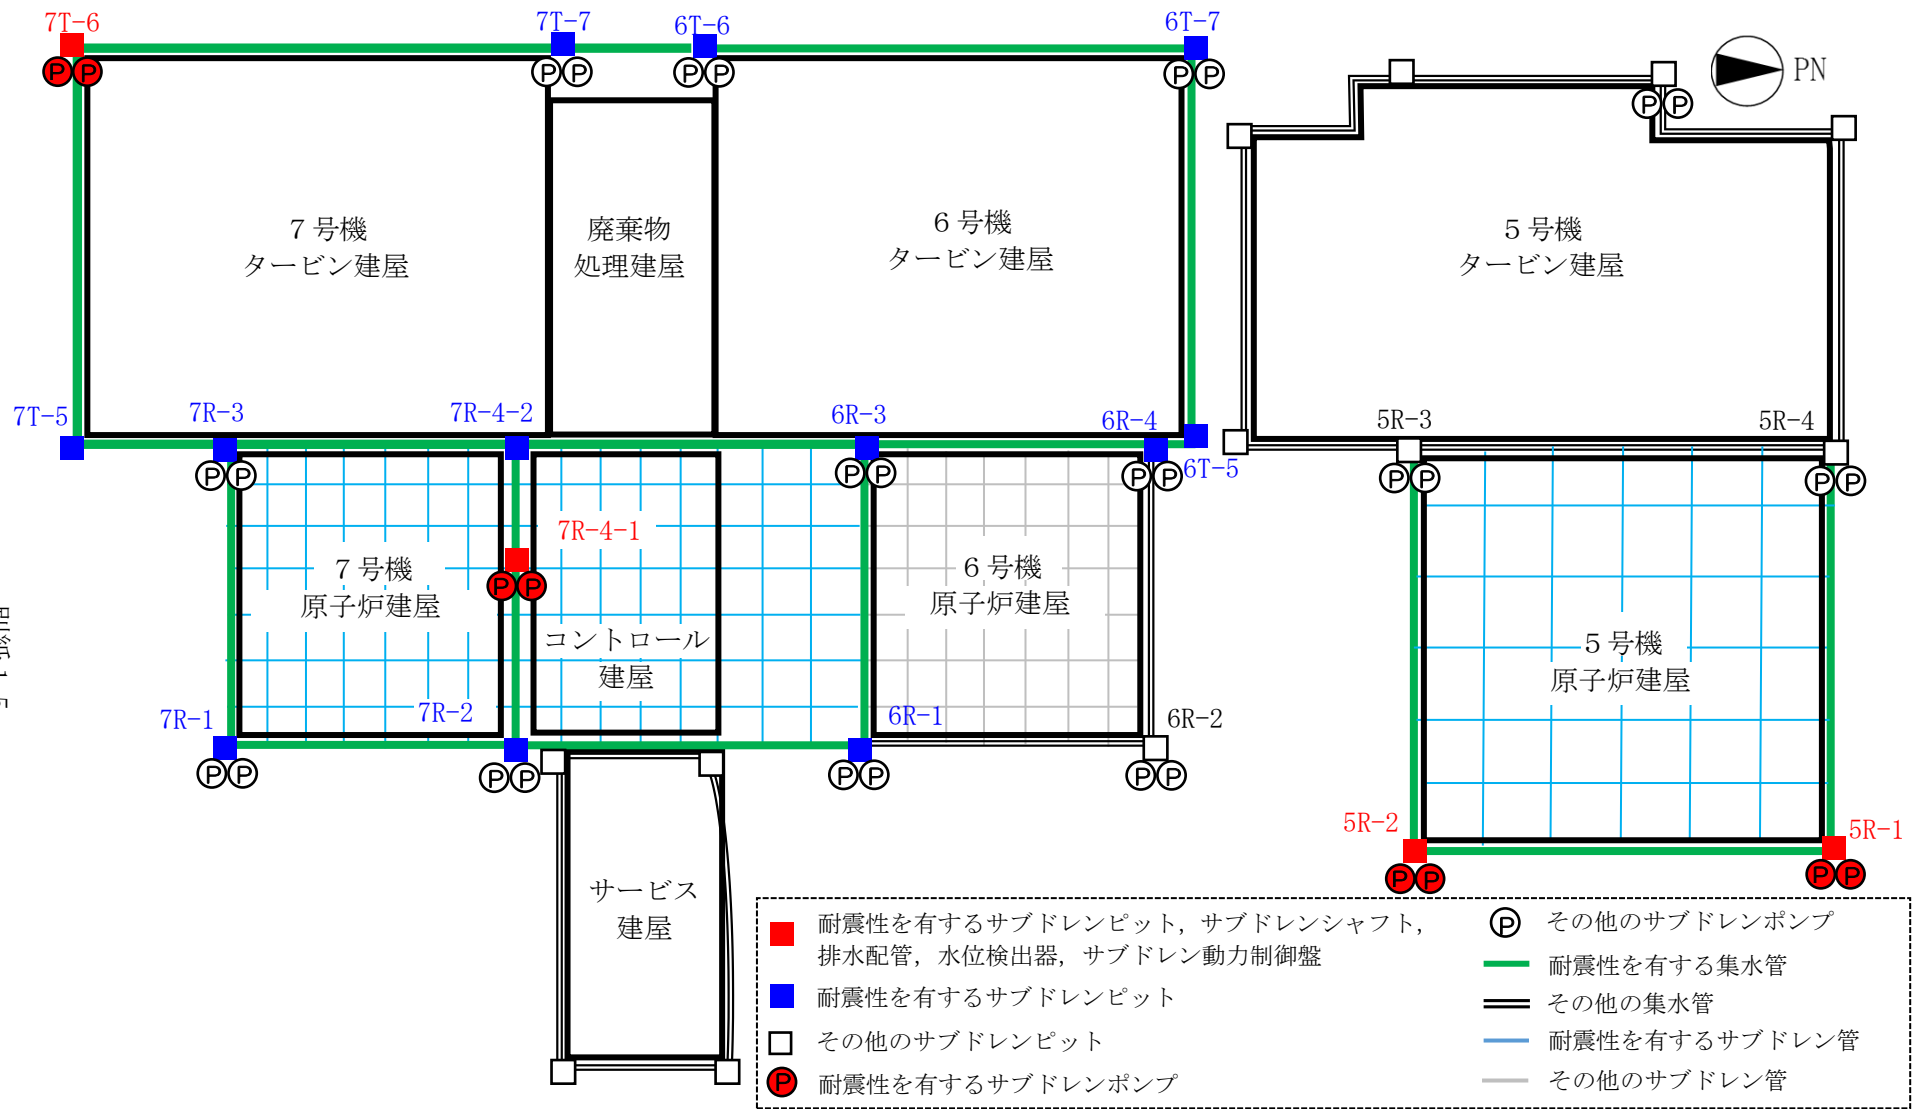 7T-6
7T-7
6T-6
6T-7
PN
7号機
タービン建屋
廃棄物
処理建屋
6号機
タービン建屋
5号機
タービン建屋
7T-5
7R-3
7R-4-2
6R-3
6R-4
6T-5
5R-3
5R-4
7R-4-1
7号機
原子炉建屋
コントロール
建屋
6号機
原子炉建屋
5号機
原子炉建屋
7R-1
7R-2
6R-1
6R-2
5R-2
5R-1
サービス
建屋
耐震性を有するサブドレンピット，サブドレンシャフト，
排水配管，水位検出器，サブドレン動力制御盤
耐震性を有するサブドレンピット
その他のサブドレンピット
P 耐震性を有するサブドレンポンプ
P その他のサブドレンポンプ
耐震性を有する集水管
その他の集水管
耐震性を有するサブドレン管
その他のサブドレン管